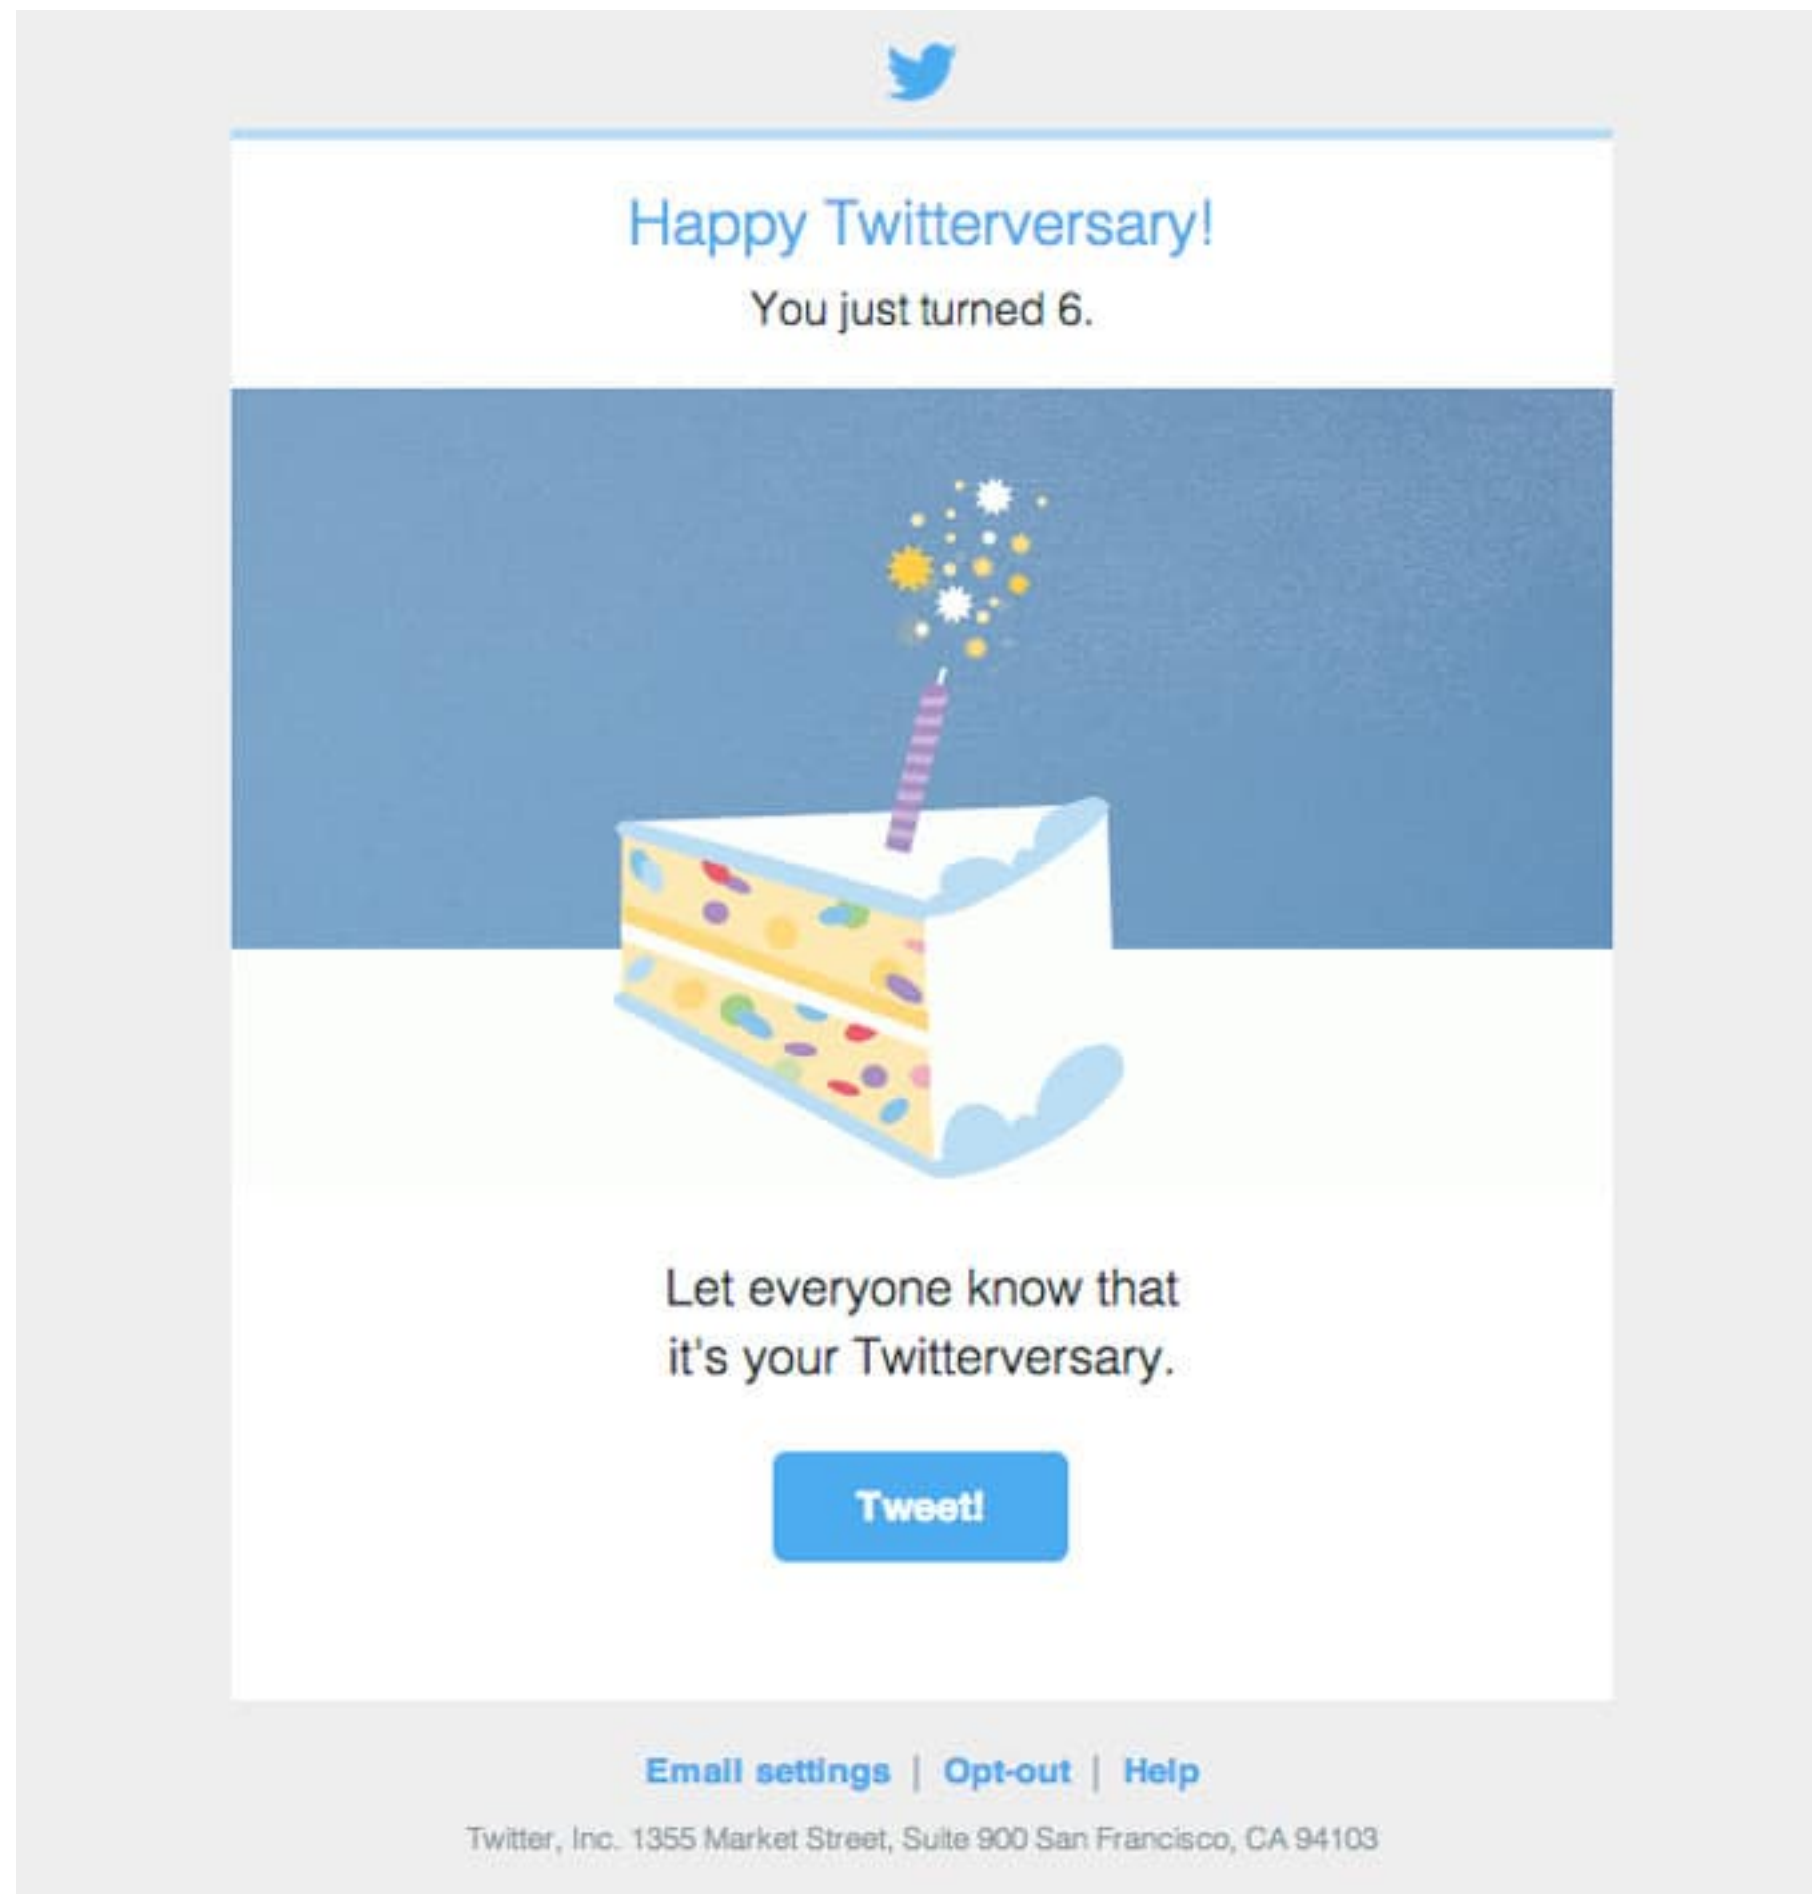 Happy Twitterversary!
You just turned 6.
Let everyone know that
it's your Twitterversary.
Tweet!
Email settings | Opt-out | Help
Twitter, Inc. 1355 Market Street, Suite 900 San Francisco, CA 94103